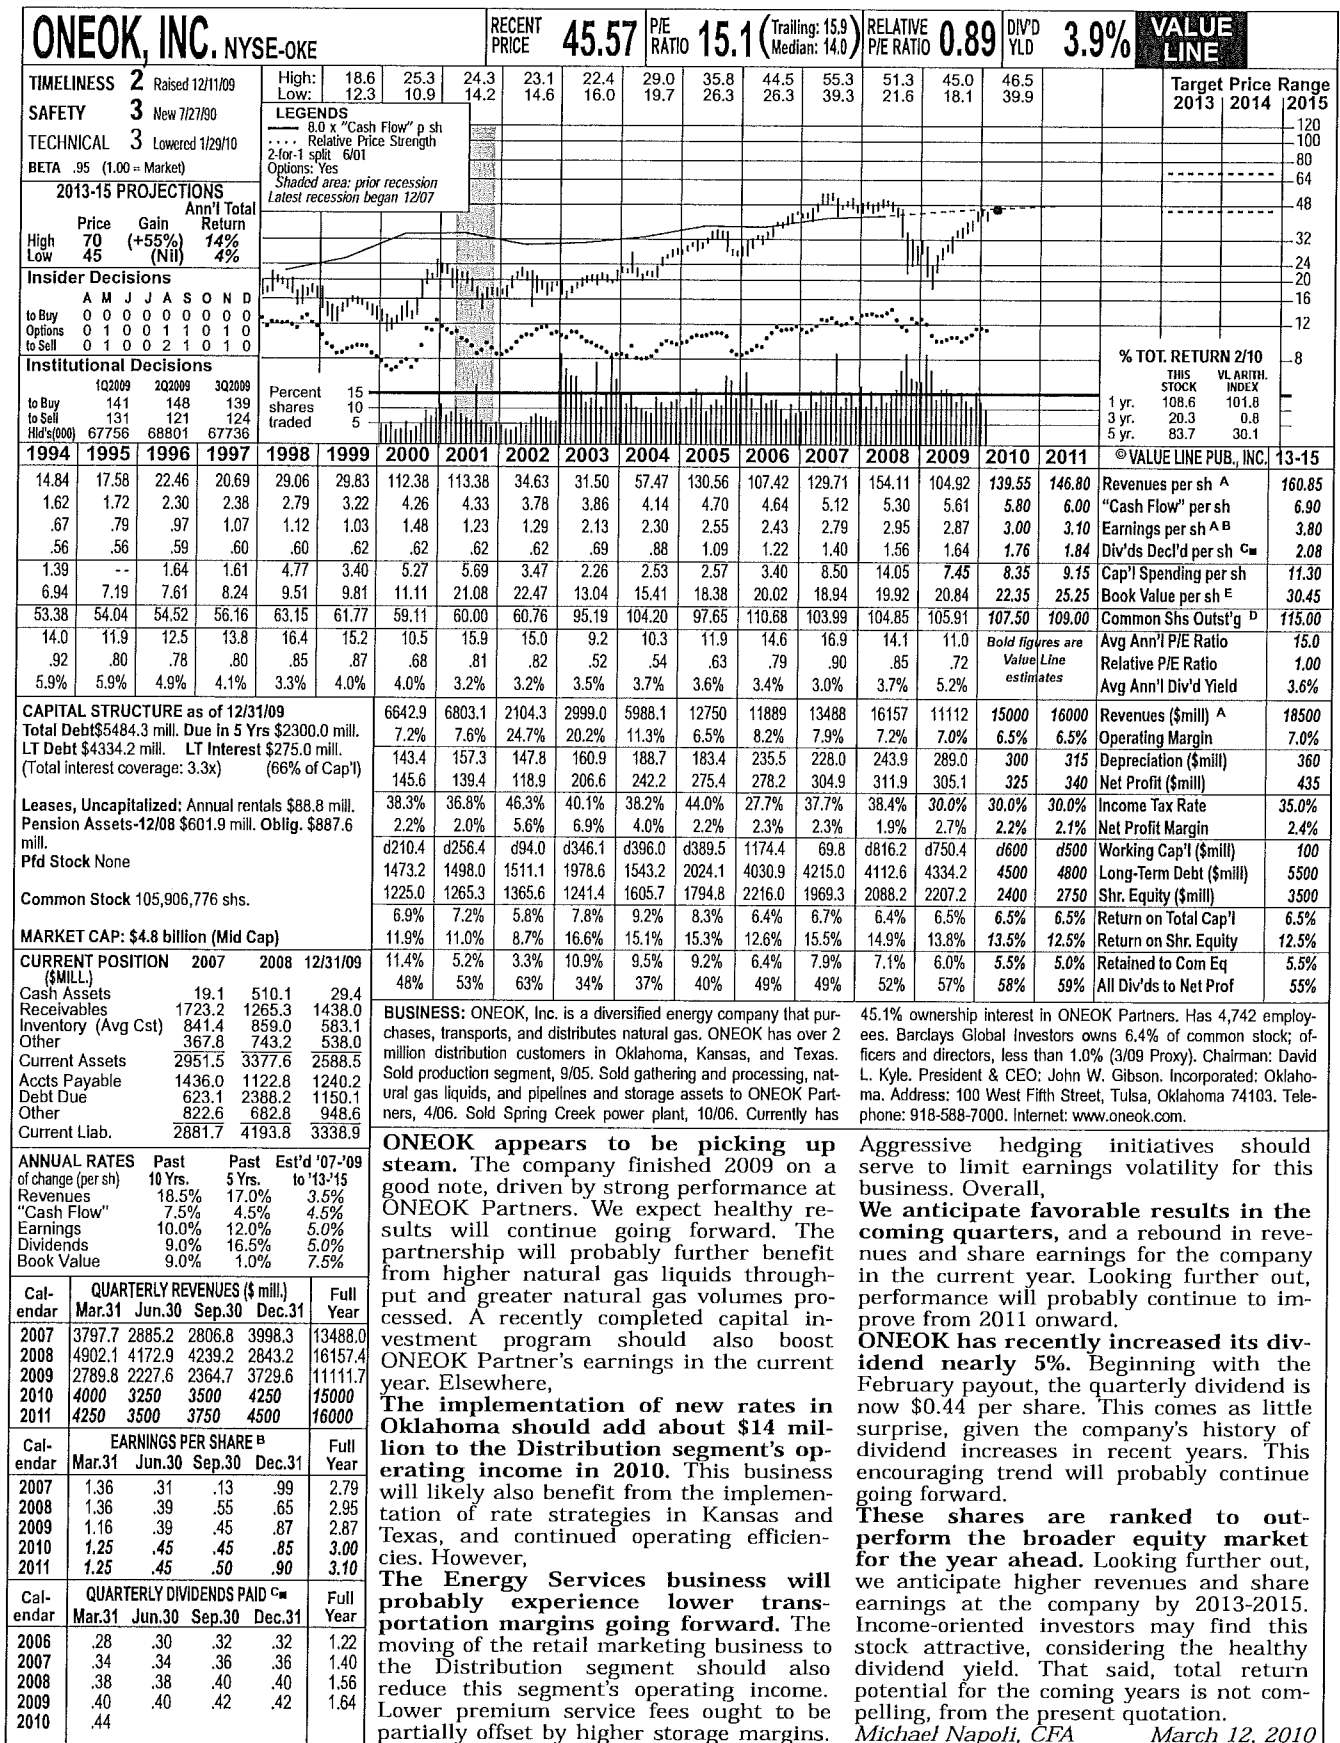 ONEOK, INC. NYSE-OKE
RECENT PRICE 45.57
P/E RATIO 15.1 (Trailing: 15.9 Median: 14.0)
RELATIVE P/E RATIO 0.89
DIV'D YLD 3.9%
VALUE LINE
TIMELINESS 2 Raised 12/11/09
SAFETY 3 New 7/27/90
TECHNICAL 3 Lowered 1/29/10
BETA .95 (1.00 = Market)
High: 18.6 25.3 24.3 23.1 22.4 29.0 35.8 44.5 55.3 51.3 45.0 46.5
Low: 12.3 10.9 14.2 14.6 16.0 19.7 26.3 26.3 39.3 21.6 18.1 39.9
Target Price Range
2013 2014 2015
120
100
80
64
48
32
24
20
16
12
8
LEGENDS
8.0 x "Cash Flow" p sh
Relative Price Strength
2-for-1 split 6/01
Options: Yes
Shaded area: prior recession
Latest recession began 12/07
2013-15 PROJECTIONS
Ann'l Total
Price Gain Return
High 70 (+55%) 14%
Low 45 (Nil) 4%
Insider Decisions
A M J J A S O N D
to Buy 0 0 0 0 0 0 0 0 0
Options 0 1 0 0 1 1 0 1 0
to Sell 0 1 0 0 2 1 0 1 0
Institutional Decisions
1Q2009 2Q2009 3Q2009
to Buy 141 148 139
to Sell 131 121 124
Hld's(000) 67756 68801 67736
Percent shares traded
15
10
5
% TOT. RETURN 2/10
THIS STOCK VL ARITH. INDEX
1 yr. 108.6 101.8
3 yr. 20.3 0.8
5 yr. 83.7 30.1
1994 1995 1996 1997 1998 1999 2000 2001 2002 2003 2004 2005 2006 2007 2008 2009 2010 2011 © VALUE LINE PUB., INC. 13-15
14.84 17.58 22.46 20.69 29.06 29.83 112.38 113.38 34.63 31.50 57.47 130.56 107.42 129.71 154.11 104.92 139.55 146.80 Revenues per sh A 160.85
1.62 1.72 2.30 2.38 2.79 3.22 4.26 4.33 3.78 3.86 4.14 4.70 4.64 5.12 5.30 5.61 5.80 6.00 "Cash Flow" per sh 6.90
.67 .79 .97 1.07 1.12 1.03 1.48 1.23 1.29 2.13 2.30 2.55 2.43 2.79 2.95 2.87 3.00 3.10 Earnings per sh A B 3.80
.56 .56 .59 .60 .60 .62 .62 .62 .62 .69 .88 1.09 1.22 1.40 1.56 1.64 1.76 1.84 Div'ds Decl'd per sh C■ 2.08
1.39 -- 1.64 1.61 4.77 3.40 5.27 5.69 3.47 2.26 2.53 2.57 3.40 8.50 14.05 7.45 8.35 9.15 Cap'l Spending per sh 11.30
6.94 7.19 7.61 8.24 9.51 9.81 11.11 21.08 22.47 13.04 15.41 18.38 20.02 18.94 19.92 20.84 22.35 25.25 Book Value per sh E 30.45
53.38 54.04 54.52 56.16 63.15 61.77 59.11 60.00 60.76 95.19 104.20 97.65 110.68 103.99 104.85 105.91 107.50 109.00 Common Shs Outst'g D 115.00
14.0 11.9 12.5 13.8 16.4 15.2 10.5 15.9 15.0 9.2 10.3 11.9 14.6 16.9 14.1 11.0 Bold figures are Avg Ann'l P/E Ratio 15.0
.92 .80 .78 .80 .85 .87 .68 .81 .82 .52 .54 .63 .79 .90 .85 .72 Value Line Relative P/E Ratio 1.00
5.9% 5.9% 4.9% 4.1% 3.3% 4.0% 4.0% 3.2% 3.2% 3.5% 3.7% 3.6% 3.4% 3.0% 3.7% 5.2% estimates Avg Ann'l Div'd Yield 3.6%
6642.9 6803.1 2104.3 2999.0 5988.1 12750 11889 13488 16157 11112 15000 16000 Revenues ($mill) A 18500
7.2% 7.6% 24.7% 20.2% 11.3% 6.5% 8.2% 7.9% 7.2% 7.0% 6.5% 6.5% Operating Margin 7.0%
143.4 157.3 147.8 160.9 188.7 183.4 235.5 228.0 243.9 289.0 300 315 Depreciation ($mill) 360
145.6 139.4 118.9 206.6 242.2 275.4 278.2 304.9 311.9 305.1 325 340 Net Profit ($mill) 435
38.3% 36.8% 46.3% 40.1% 38.2% 44.0% 27.7% 37.7% 38.4% 30.0% 30.0% 30.0% Income Tax Rate 35.0%
2.2% 2.0% 5.6% 6.9% 4.0% 2.2% 2.3% 2.3% 1.9% 2.7% 2.2% 2.1% Net Profit Margin 2.4%
d210.4 d256.4 d94.0 d346.1 d396.0 d389.5 1174.4 69.8 d816.2 d750.4 d600 d500 Working Cap'l ($mill) 100
1473.2 1498.0 1511.1 1978.6 1543.2 2024.1 4030.9 4215.0 4112.6 4334.2 4500 4800 Long-Term Debt ($mill) 5500
1225.0 1265.3 1365.6 1241.4 1605.7 1794.8 2216.0 1969.3 2088.2 2207.2 2400 2750 Shr. Equity ($mill) 3500
6.9% 7.2% 5.8% 7.8% 9.2% 8.3% 6.4% 6.7% 6.4% 6.5% 6.5% 6.5% Return on Total Cap'l 6.5%
11.9% 11.0% 8.7% 16.6% 15.1% 15.3% 12.6% 15.5% 14.9% 13.8% 13.5% 12.5% Return on Shr. Equity 12.5%
11.4% 5.2% 3.3% 10.9% 9.5% 9.2% 6.4% 7.9% 7.1% 6.0% 5.5% 5.0% Retained to Com Eq 5.5%
48% 53% 63% 34% 37% 40% 49% 49% 52% 57% 58% 59% All Div'ds to Net Prof 55%
CAPITAL STRUCTURE as of 12/31/09
Total Debt$5484.3 mill. Due in 5 Yrs $2300.0 mill.
LT Debt $4334.2 mill. LT Interest $275.0 mill.
(Total interest coverage: 3.3x) (66% of Cap'l)
Leases, Uncapitalized: Annual rentals $88.8 mill.
Pension Assets-12/08 $601.9 mill. Oblig. $887.6
mill.
Pfd Stock None
Common Stock 105,906,776 shs.
MARKET CAP: $4.8 billion (Mid Cap)
CURRENT POSITION 2007 2008 12/31/09
($MILL.)
Cash Assets 19.1 510.1 29.4
Receivables 1723.2 1265.3 1438.0
Inventory (Avg Cst) 841.4 859.0 583.1
Other 367.8 743.2 538.0
Current Assets 2951.5 3377.6 2588.5
Accts Payable 1436.0 1122.8 1240.2
Debt Due 623.1 2388.2 1150.1
Other 822.6 682.8 948.6
Current Liab. 2881.7 4193.8 3338.9
ANNUAL RATES Past Past Est'd '07-'09
of change (per sh) 10 Yrs. 5 Yrs. to '13-'15
Revenues 18.5% 17.0% 3.5%
"Cash Flow" 7.5% 4.5% 4.5%
Earnings 10.0% 12.0% 5.0%
Dividends 9.0% 16.5% 5.0%
Book Value 9.0% 1.0% 7.5%
Cal- QUARTERLY REVENUES ($ mill.) Full
endar Mar.31 Jun.30 Sep.30 Dec.31 Year
2007 3797.7 2885.2 2806.8 3998.3 13488.0
2008 4902.1 4172.9 4239.2 2843.2 16157.4
2009 2789.8 2227.6 2364.7 3729.6 11111.7
2010 4000 3250 3500 4250 15000
2011 4250 3500 3750 4500 16000
Cal- EARNINGS PER SHARE B Full
endar Mar.31 Jun.30 Sep.30 Dec.31 Year
2007 1.36 .31 .13 .99 2.79
2008 1.36 .39 .55 .65 2.95
2009 1.16 .39 .45 .87 2.87
2010 1.25 .45 .45 .85 3.00
2011 1.25 .45 .50 .90 3.10
Cal- QUARTERLY DIVIDENDS PAID C■ Full
endar Mar.31 Jun.30 Sep.30 Dec.31 Year
2006 .28 .30 .32 .32 1.22
2007 .34 .34 .36 .36 1.40
2008 .38 .38 .40 .40 1.56
2009 .40 .40 .42 .42 1.64
2010 .44
BUSINESS: ONEOK, Inc. is a diversified energy company that pur-
chases, transports, and distributes natural gas. ONEOK has over 2
million distribution customers in Oklahoma, Kansas, and Texas.
Sold production segment, 9/05. Sold gathering and processing, nat-
ural gas liquids, and pipelines and storage assets to ONEOK Part-
ners, 4/06. Sold Spring Creek power plant, 10/06. Currently has
45.1% ownership interest in ONEOK Partners. Has 4,742 employ-
ees. Barclays Global Investors owns 6.4% of common stock; of-
ficers and directors, less than 1.0% (3/09 Proxy). Chairman: David
L. Kyle. President & CEO: John W. Gibson. Incorporated: Oklaho-
ma. Address: 100 West Fifth Street, Tulsa, Oklahoma 74103. Tele-
phone: 918-588-7000. Internet: www.oneok.com.
ONEOK appears to be picking up
steam. The company finished 2009 on a
good note, driven by strong performance at
ONEOK Partners. We expect healthy re-
sults will continue going forward. The
partnership will probably further benefit
from higher natural gas liquids through-
put and greater natural gas volumes pro-
cessed. A recently completed capital in-
vestment program should also boost
ONEOK Partner's earnings in the current
year. Elsewhere,
The implementation of new rates in
Oklahoma should add about $14 mil-
lion to the Distribution segment's op-
erating income in 2010. This business
will likely also benefit from the implemen-
tation of rate strategies in Kansas and
Texas, and continued operating efficien-
cies. However,
The Energy Services business will
probably experience lower trans-
portation margins going forward. The
moving of the retail marketing business to
the Distribution segment should also
reduce this segment's operating income.
Lower premium service fees ought to be
partially offset by higher storage margins.
Aggressive hedging initiatives should
serve to limit earnings volatility for this
business. Overall,
We anticipate favorable results in the
coming quarters, and a rebound in reve-
nues and share earnings for the company
in the current year. Looking further out,
performance will probably continue to im-
prove from 2011 onward.
ONEOK has recently increased its div-
idend nearly 5%. Beginning with the
February payout, the quarterly dividend is
now $0.44 per share. This comes as little
surprise, given the company's history of
dividend increases in recent years. This
encouraging trend will probably continue
going forward.
These shares are ranked to out-
perform the broader equity market
for the year ahead. Looking further out,
we anticipate higher revenues and share
earnings at the company by 2013-2015.
Income-oriented investors may find this
stock attractive, considering the healthy
dividend yield. That said, total return
potential for the coming years is not com-
pelling, from the present quotation.
Michael Napoli, CFA March 12, 2010